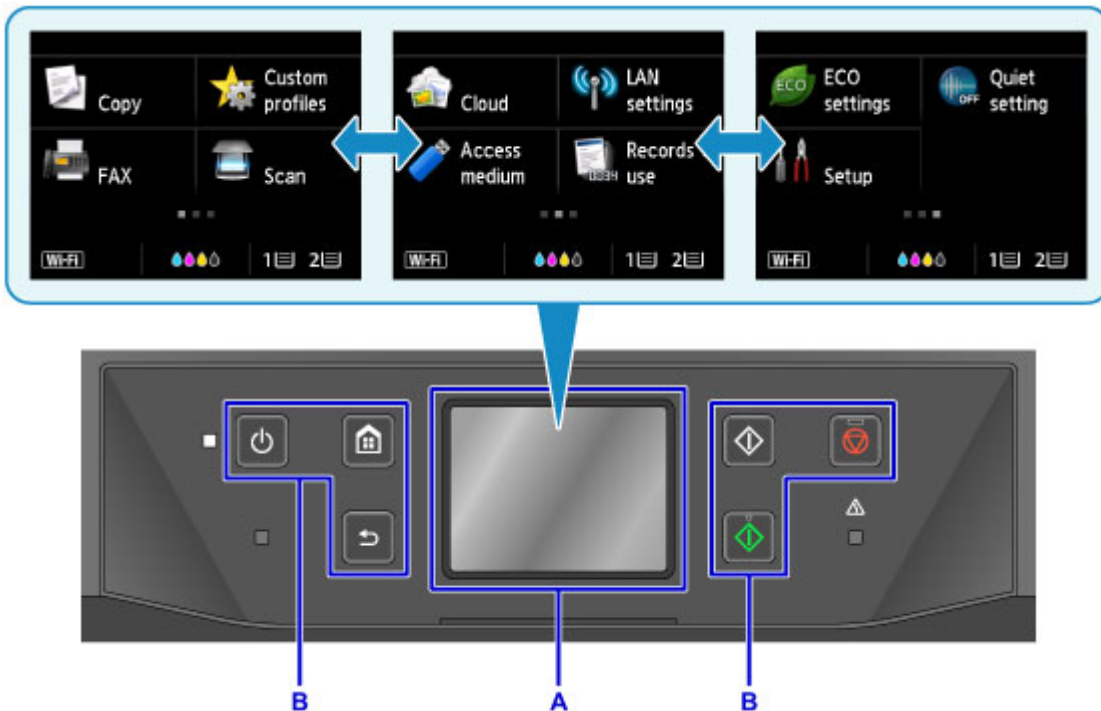 Copy
Custom
profiles
FAX
Scan
Wi-Fi
1 2
Cloud
LAN
settings
Access
medium
Records
use
Wi-Fi
1 2
ECO
ECO
settings
OFF
Quiet
setting
Setup
Wi-Fi
1 2
B
A
B